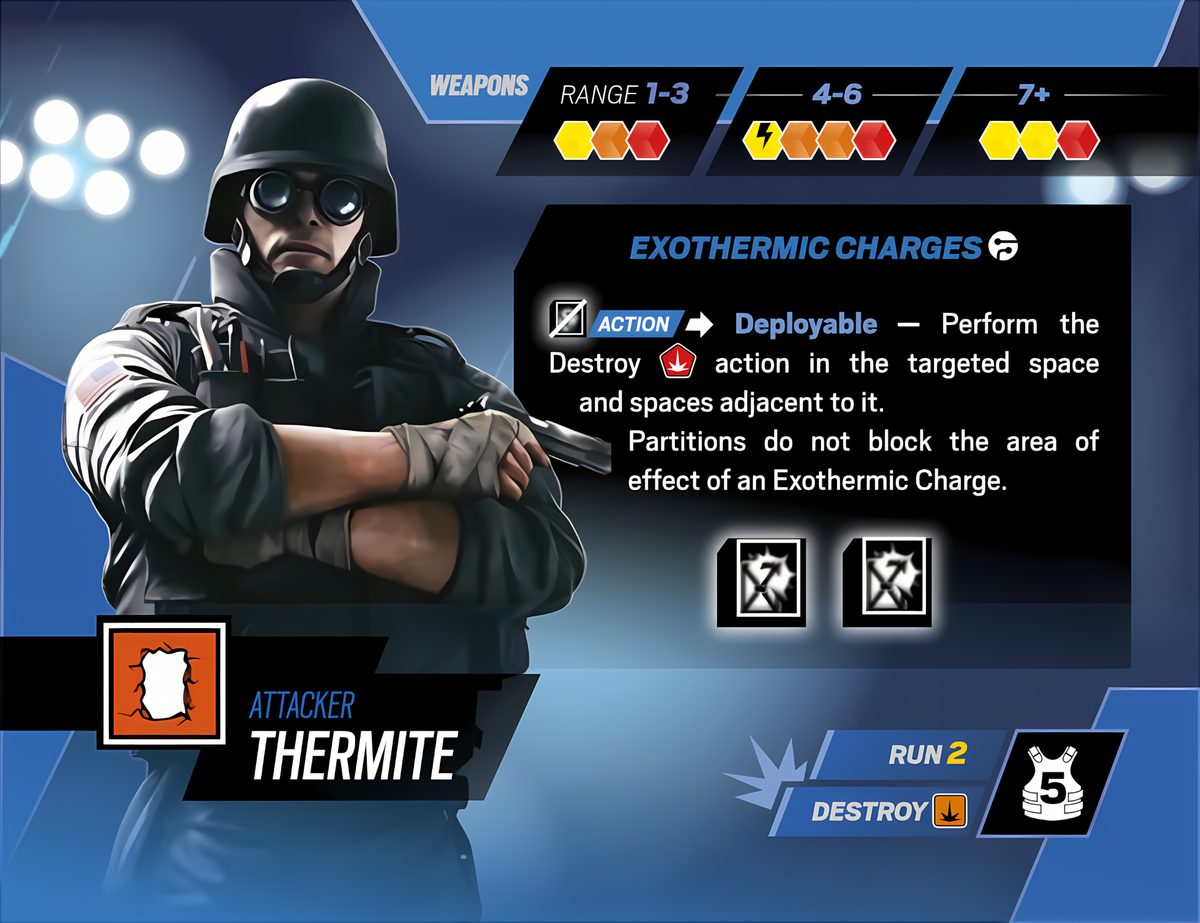 WEAPONS RANGE 1-3 4-6 7+
EXOTHERMIC CHARGES
ACTION Deployable — Perform the
Destroy action in the targeted space
and spaces adjacent to it.
Partitions do not block the area of
effect of an Exothermic Charge.
ATTACKER
THERMITE
RUN 2
DESTROY
5